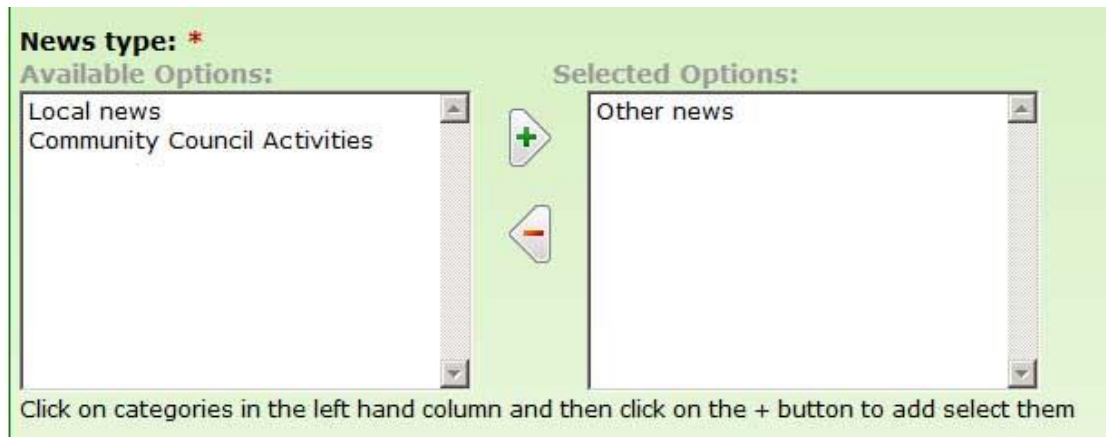 News type: *
Available Options:
Selected Options:
Local news
Community Council Activities
Other news
Click on categories in the left hand column and then click on the + button to add select them